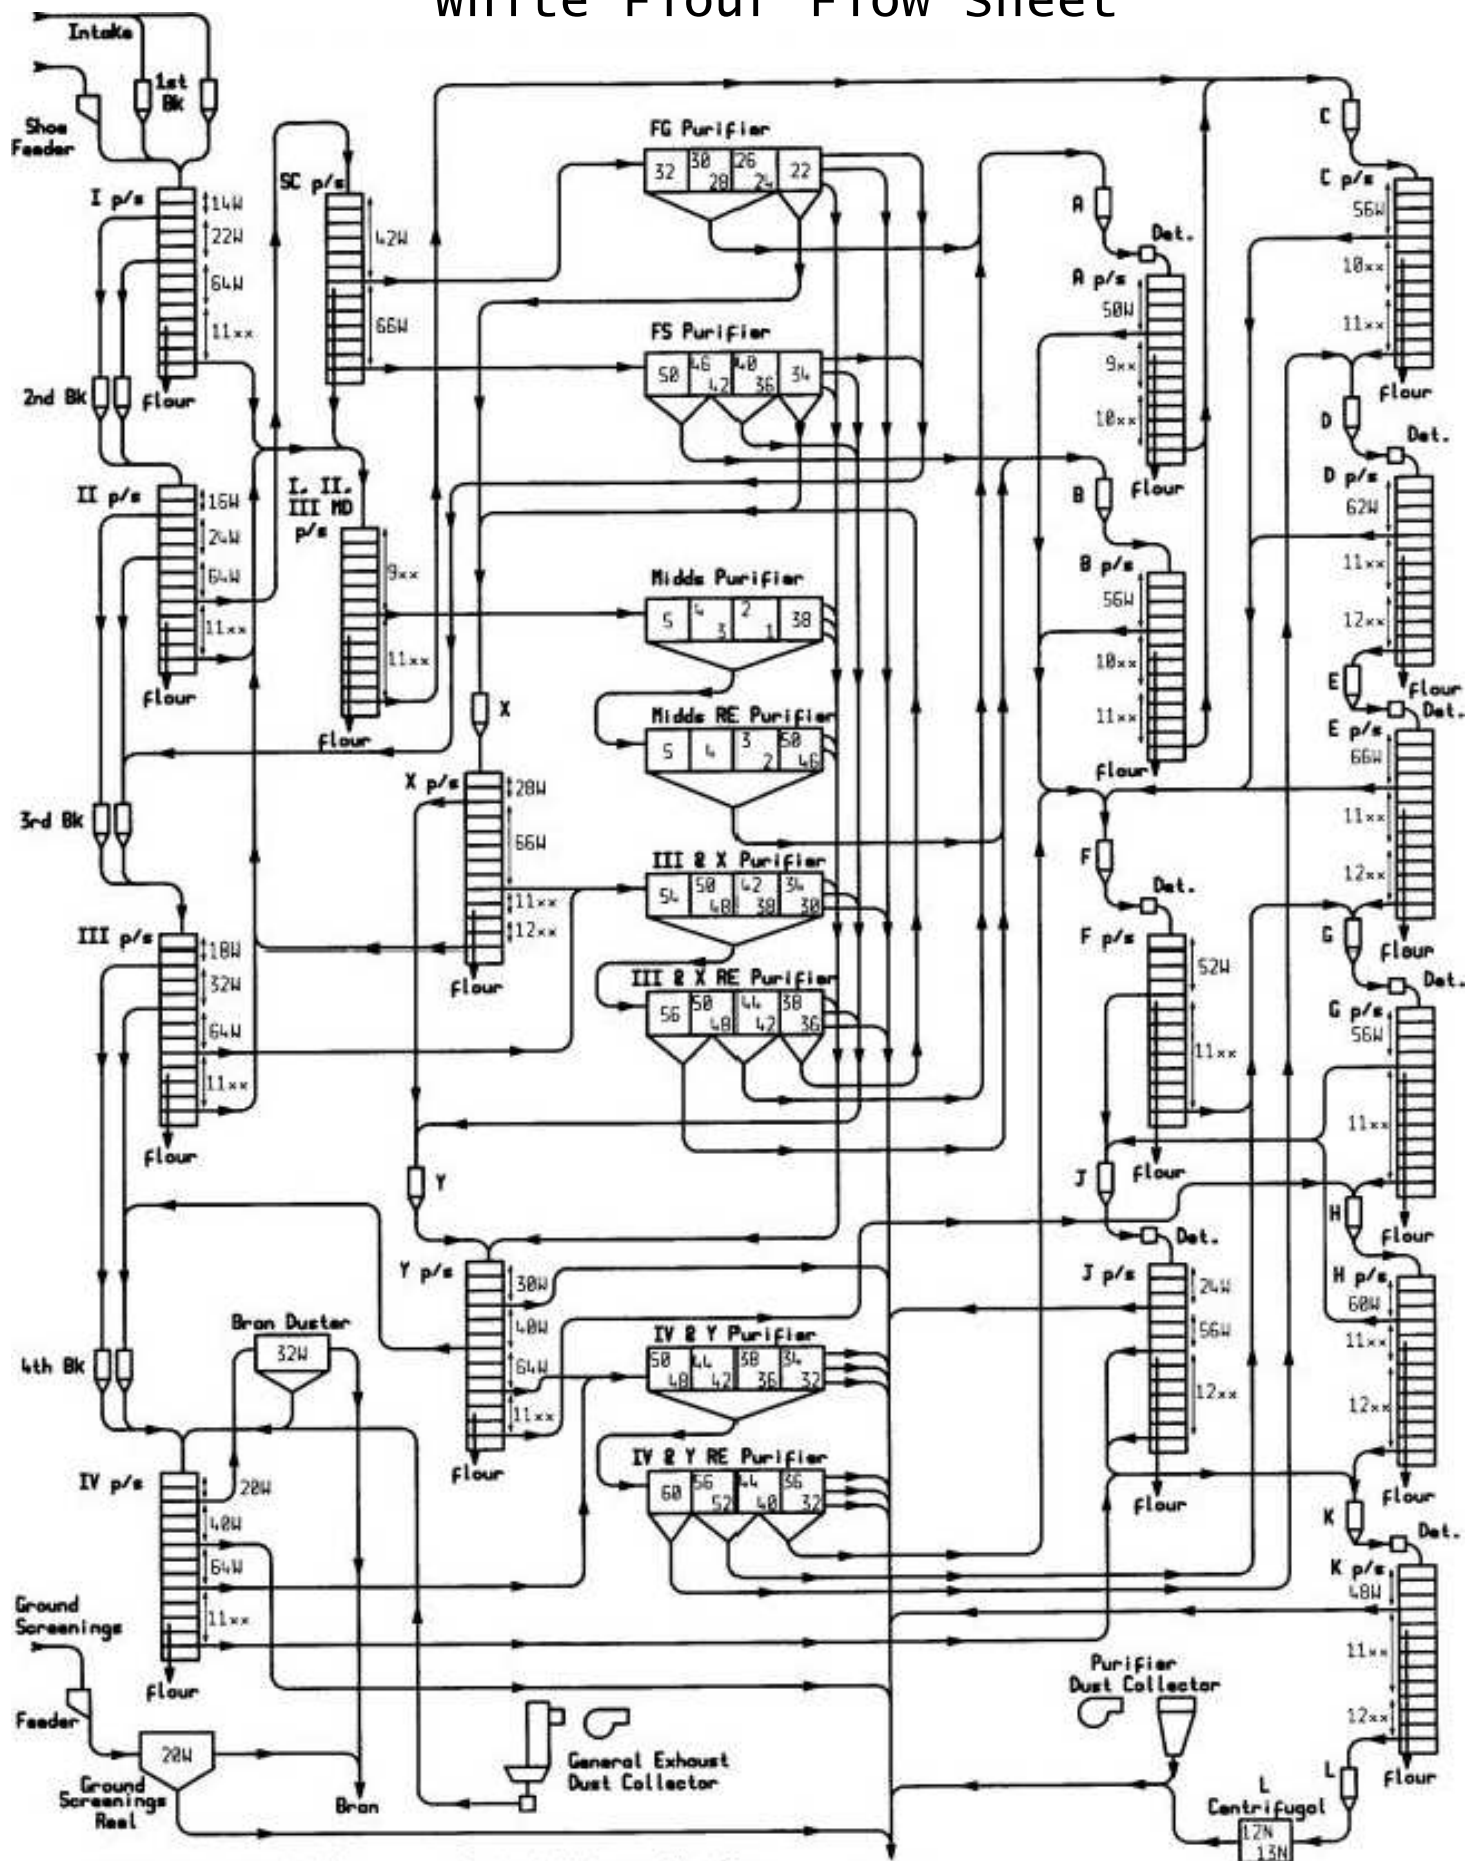 White Flour Flow Sheet
Intake
1st
Bk
Shoe
Feeder
I p/s
14W
22W
64W
11xx
flour
2nd Bk
SC p/s
42W
66W
FG Purifier
32
30
28
26
24
22
FS Purifier
50
46
42
40
36
34
A
Det.
A p/s
50W
9xx
10xx
flour
C
C p/s
56W
10xx
11xx
flour
II p/s
16W
24W
64W
11xx
flour
I. II.
III MD
p/s
9xx
11xx
flour
B
B p/s
56W
10xx
11xx
flour
D
Det.
D p/s
62W
11xx
12xx
flour
Midds Purifier
5
4
3
2
1
38
Midds RE Purifier
5
4
3
2
50
46
X
X p/s
28W
66W
11xx
12xx
flour
E
Det.
E p/s
66W
11xx
12xx
flour
3rd Bk
III p/s
18W
32W
64W
11xx
flour
III & X Purifier
54
50
48
42
38
34
30
III & X RE Purifier
56
50
48
44
42
38
36
F
Det.
F p/s
52W
11xx
flour
G
Det.
G p/s
56W
11xx
flour
Y
Y p/s
30W
40W
64W
11xx
flour
J
Det.
J p/s
24W
56W
12xx
flour
H
H p/s
60W
11xx
12xx
flour
4th Bk
Bran Duster
32W
IV p/s
20W
40W
64W
11xx
flour
IV & Y Purifier
50
48
44
42
38
36
34
32
IV & Y RE Purifier
60
56
52
44
40
36
32
K
Det.
K p/s
48W
11xx
12xx
flour
Ground
Screenings
Feeder
20W
Ground
Screenings
Reel
Bran
General Exhaust
Dust Collector
Purifier
Dust Collector
L
L
Centrifugal
12N
13N